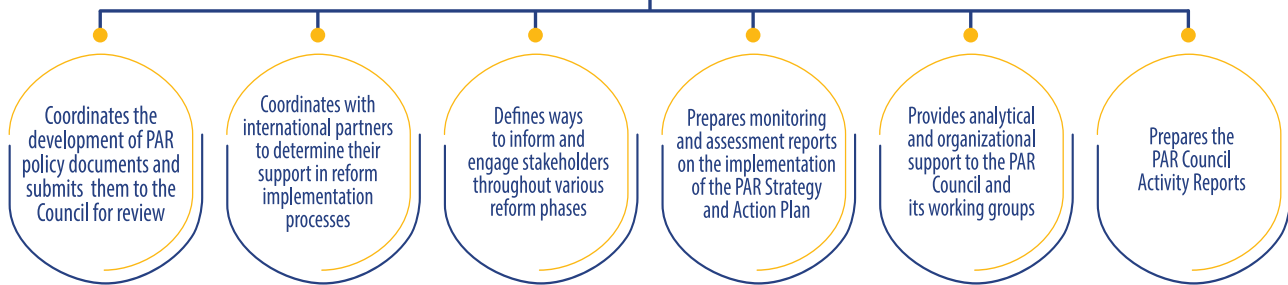 Coordinates the
development of PAR
policy documents and
submits them to the
Council for review
Coordinates with
international partners
to determine their
support in reform
implementation
processes
Defines ways
to inform and
engage stakeholders
throughout various
reform phases
Prepares monitoring
and assessment reports
on the implementation
of the PAR Strategy
and Action Plan
Provides analytical
and organizational
support to the PAR
Council and
its working groups
Prepares the
PAR Council
Activity Reports